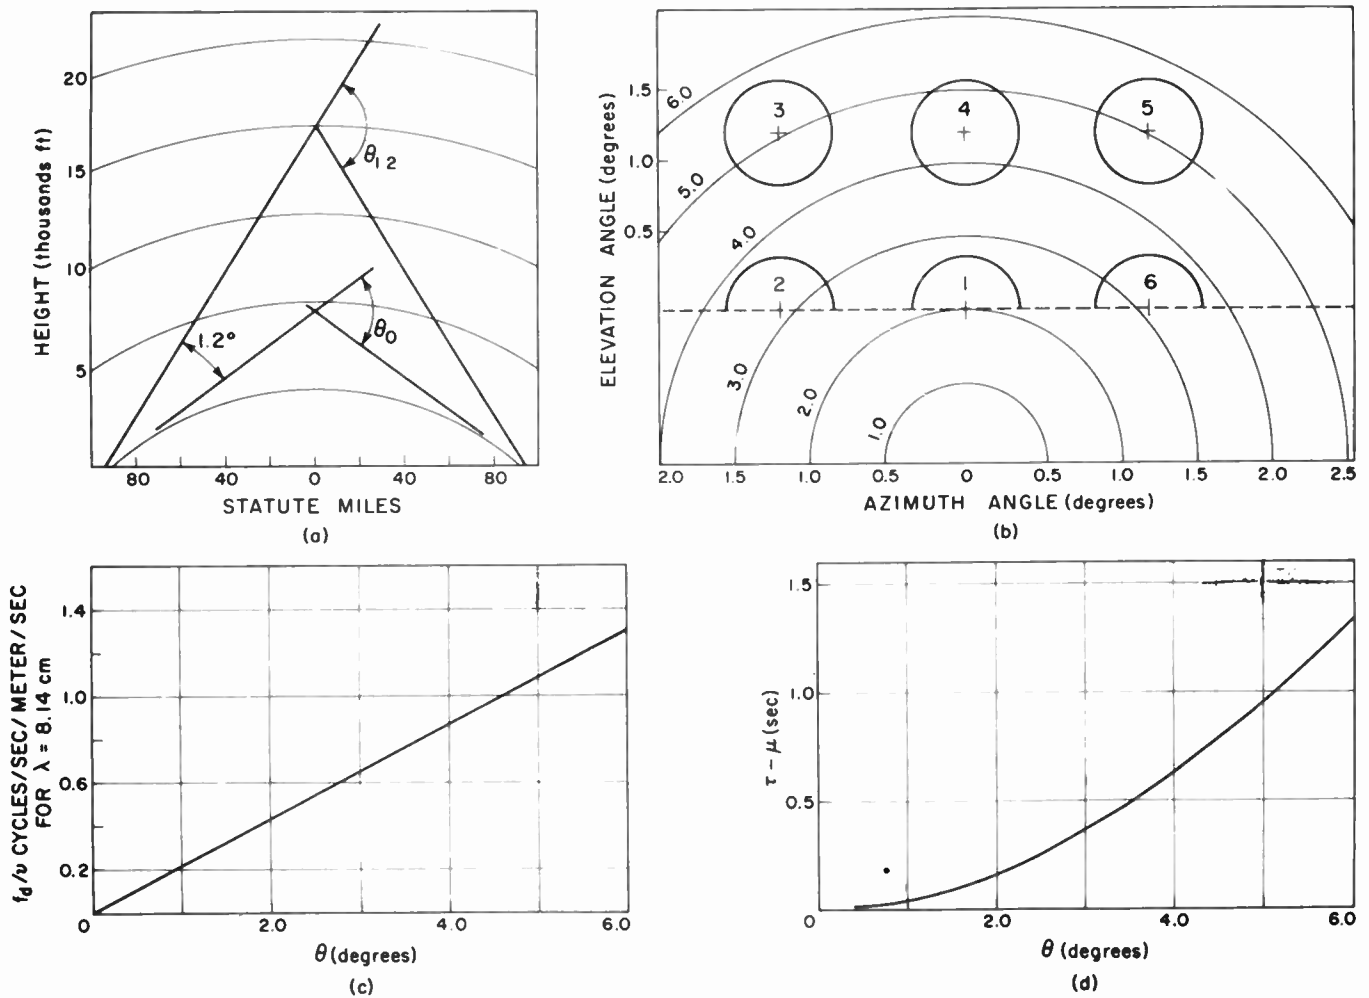 20
15
10
5
HEIGHT (thousands ft)
θ12
1.2°
θ0
80 40 0 40 80
STATUTE MILES
(a)
1.5
1.0
0.5
ELEVATION ANGLE (degrees)
6.0
5.0
4.0
3.0
2.0
1.0
3 4 5
2 1 6
2.0 1.5 1.0 0.5 0 0.5 1.0 1.5 2.0 2.5
AZIMUTH ANGLE (degrees)
(b)
1.4
1.0
0.6
0.2
0
fd/υ CYCLES/SEC/METER/SEC
FOR λ = 8.14 cm
2.0 4.0 6.0
θ (degrees)
(c)
1.5
1.0
0.5
0
τ – μ (sec)
2.0 4.0 6.0
θ (degrees)
(d)